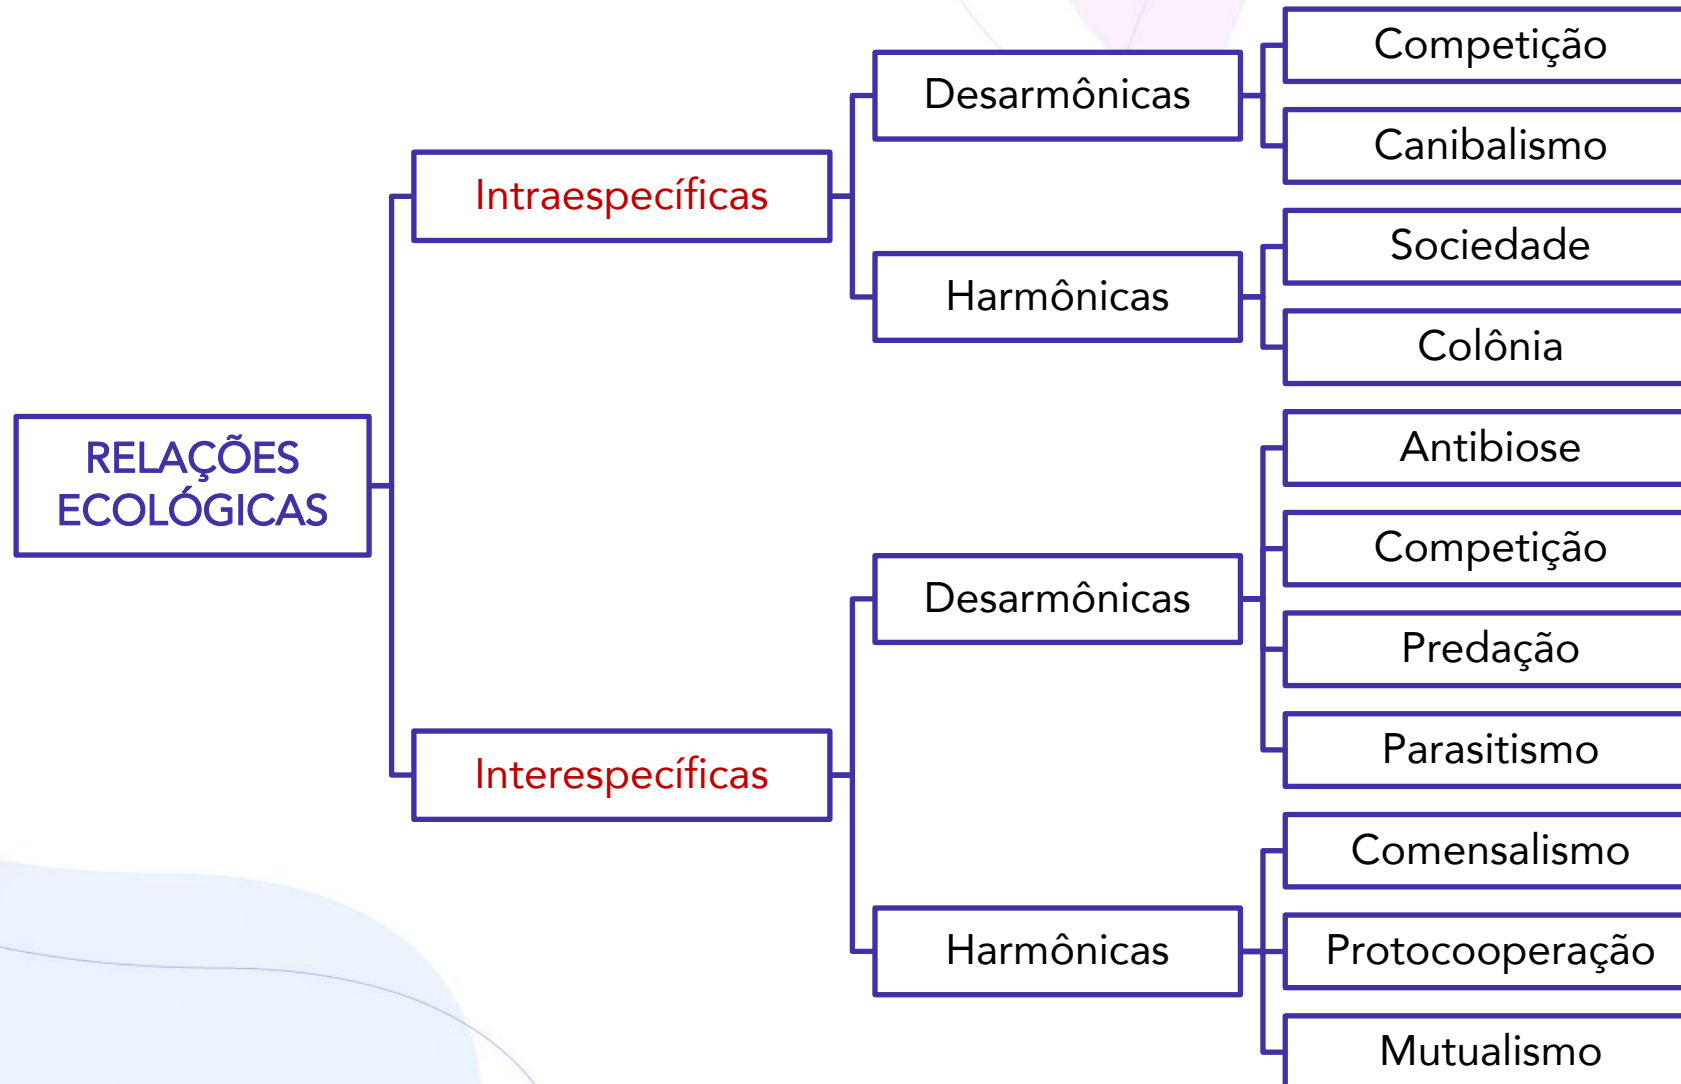 RELAÇÕES
ECOLÓGICAS
Intraespecíficas
Desarmônicas
Competição
Canibalismo
Harmônicas
Sociedade
Colônia
Interespecíficas
Desarmônicas
Antibiose
Competição
Predação
Parasitismo
Harmônicas
Comensalismo
Protocooperação
Mutualismo